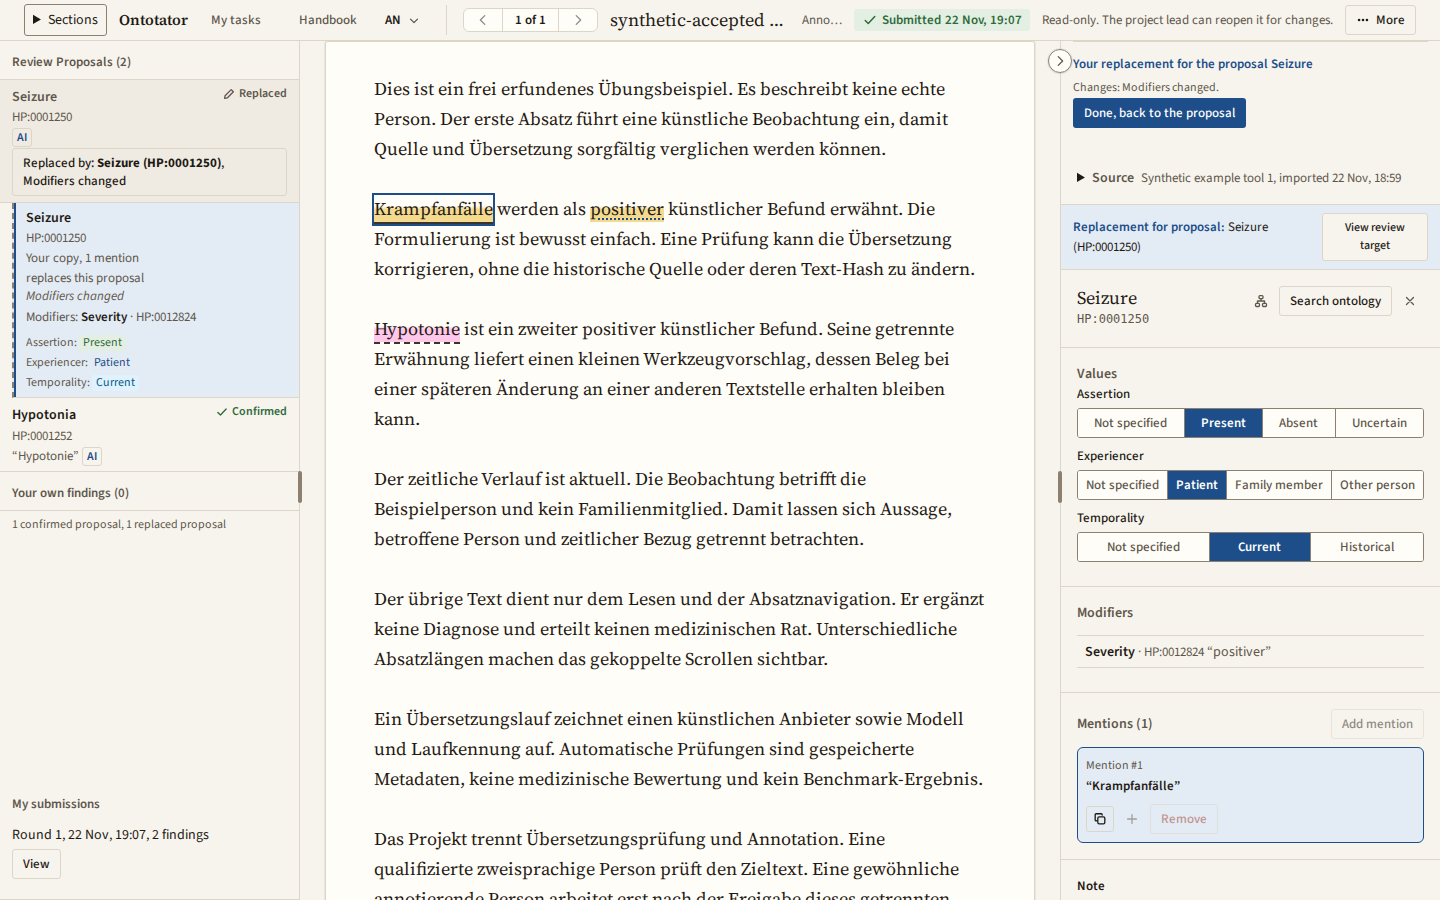 Sections
Ontotator
My tasks
Handbook
AN
1 of 1
synthetic-accepted ...
Anno...
Submitted 22 Nov, 19:07
Read-only. The project lead can reopen it for changes.
More
Review Proposals (2)
Seizure
Replaced
HP:0001250
AI
Replaced by: Seizure (HP:0001250),
Modifiers changed
Seizure
HP:0001250
Your copy, 1 mention
replaces this proposal
Modifiers changed
Modifiers: Severity · HP:0012824
Assertion: Present
Experiencer: Patient
Temporality: Current
Hypotonia
Confirmed
HP:0001252
“Hypotonie” AI
Your own findings (0)
1 confirmed proposal, 1 replaced proposal
My submissions
Round 1, 22 Nov, 19:07, 2 findings
View
Dies ist ein frei erfundenes Übungsbeispiel. Es beschreibt keine echte
Person. Der erste Absatz führt eine künstliche Beobachtung ein, damit
Quelle und Übersetzung sorgfältig verglichen werden können.
Krampfanfälle werden als positiver künstlicher Befund erwähnt. Die
Formulierung ist bewusst einfach. Eine Prüfung kann die Übersetzung
korrigieren, ohne die historische Quelle oder deren Text-Hash zu ändern.
Hypotonie ist ein zweiter positiver künstlicher Befund. Seine getrennte
Erwähnung liefert einen kleinen Werkzeugvorschlag, dessen Beleg bei
einer späteren Änderung an einer anderen Textstelle erhalten bleiben
kann.
Der zeitliche Verlauf ist aktuell. Die Beobachtung betrifft die
Beispielperson und kein Familienmitglied. Damit lassen sich Aussage,
betroffene Person und zeitlicher Bezug getrennt betrachten.
Der übrige Text dient nur dem Lesen und der Absatznavigation. Er ergänzt
keine Diagnose und erteilt keinen medizinischen Rat. Unterschiedliche
Absatzlängen machen das gekoppelte Scrollen sichtbar.
Ein Übersetzungslauf zeichnet einen künstlichen Anbieter sowie Modell
und Laufkennung auf. Automatische Prüfungen sind gespeicherte
Metadaten, keine medizinische Bewertung und kein Benchmark-Ergebnis.
Das Projekt trennt Übersetzungsprüfung und Annotation. Eine
qualifizierte zweisprachige Person prüft den Zieltext. Eine gewöhnliche
annotierende Person arbeitet erst nach der Freigabe dieses getrennten
Your replacement for the proposal Seizure
Changes: Modifiers changed.
Done, back to the proposal
Source Synthetic example tool 1, imported 22 Nov, 18:59
Replacement for proposal: Seizure
(HP:0001250)
View review
target
Seizure
HP:0001250
Search ontology
Values
Assertion
Not specified
Present
Absent
Uncertain
Experiencer
Not specified
Patient
Family member
Other person
Temporality
Not specified
Current
Historical
Modifiers
Severity · HP:0012824 “positiver”
Mentions (1)
Add mention
Mention #1
“Krampfanfälle”
Remove
Note